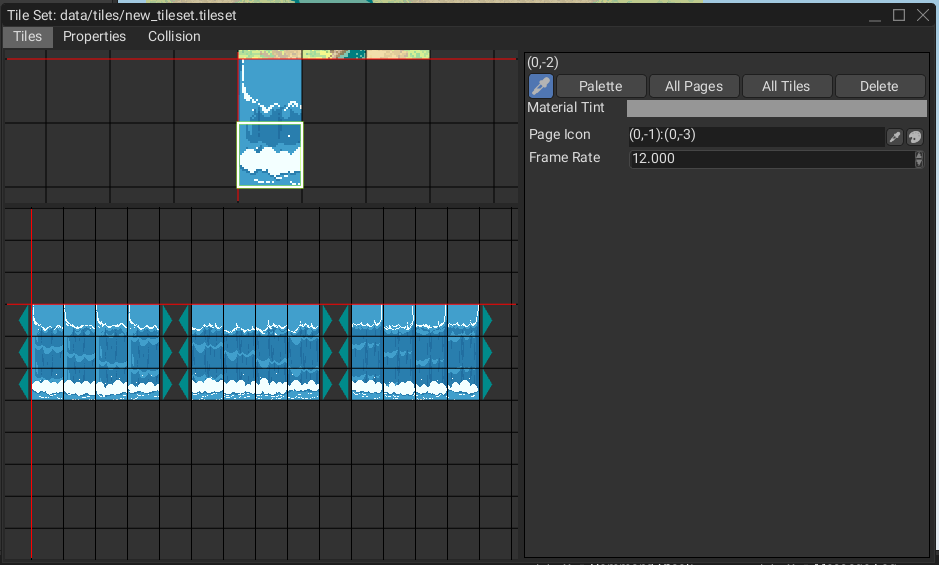 Tile Set: data/tiles/new_tileset.tileset
Tiles Properties Collision
(0,-2)
Palette All Pages All Tiles Delete
Material Tint
Page Icon (0,-1):(0,-3)
Frame Rate 12.000